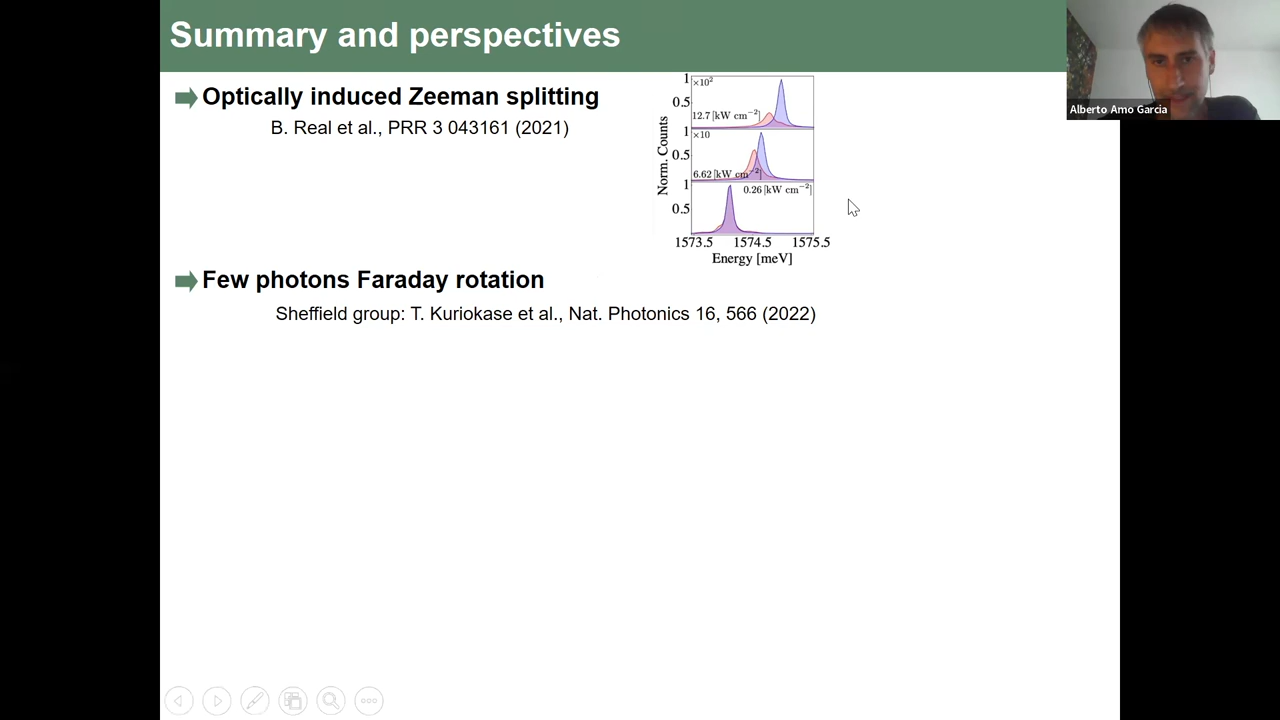 Summary and perspectives
Alberto Amo Garcia
Optically induced Zeeman splitting
B. Real et al., PRR 3 043161 (2021)
Norm. Counts
1
0.5
×10²
12.7 [kW cm⁻²]
1
0.5
×10
6.62 [kW cm⁻²]
1
0.5
0.26 [kW cm⁻²]
1573.5 1574.5 1575.5
Energy [meV]
Few photons Faraday rotation
Sheffield group: T. Kuriokase et al., Nat. Photonics 16, 566 (2022)